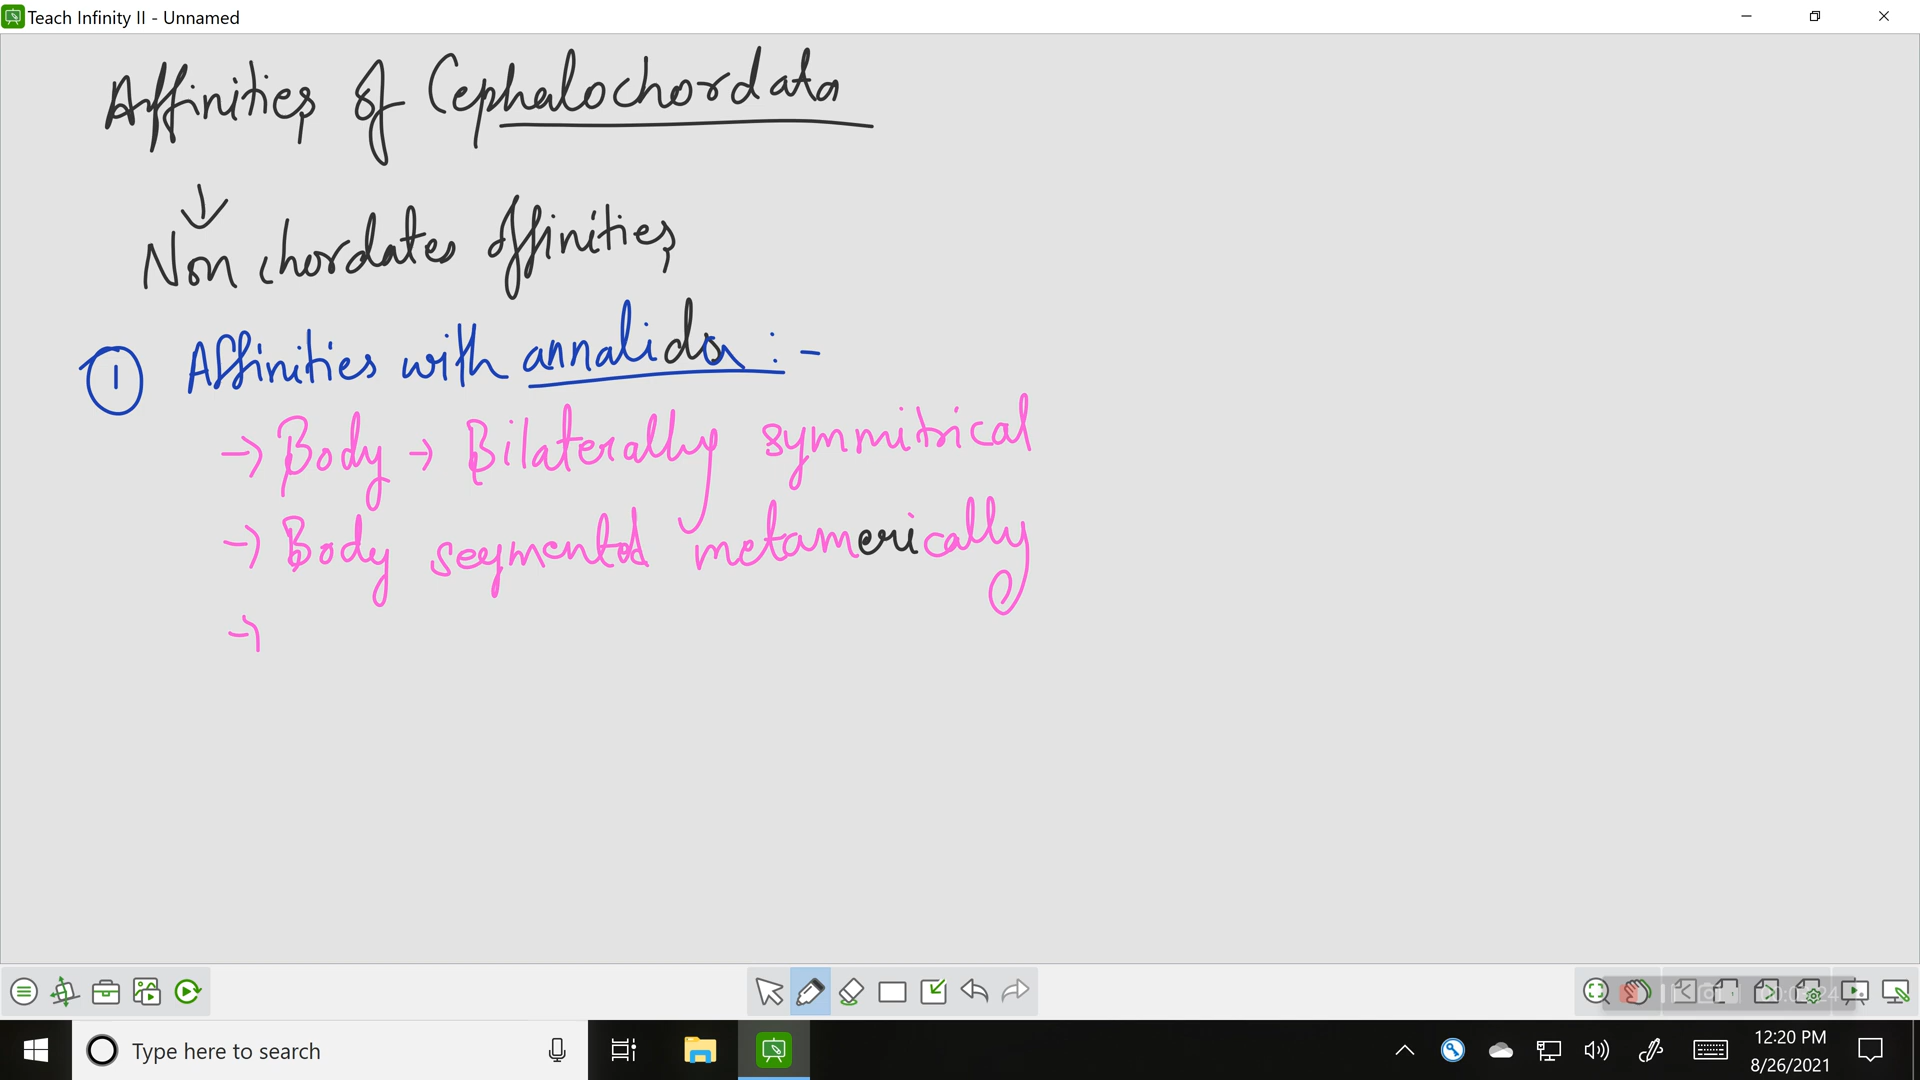 Teach Infinity II - Unnamed
Affinities of Cephalochordata
↓
Non chordates affinities
① Affinities with annalida :-
→ Body → Bilaterally symmitrical
→ Body segmented metamerically
→
Type here to search
12:20 PM
8/26/2021